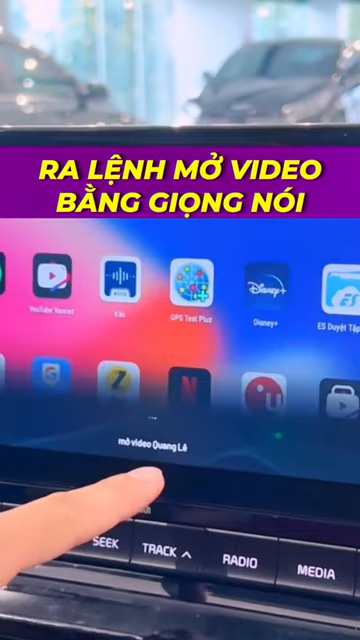 RA LỆNH MỞ VIDEO
BẰNG GIỌNG NÓI
YouTube Vanced
Kiki
GPS Test Plus
Disney+
Disney+
ES Duyệt Tập
mở video Quang Lê
SEEK
TRACK
RADIO
MEDIA